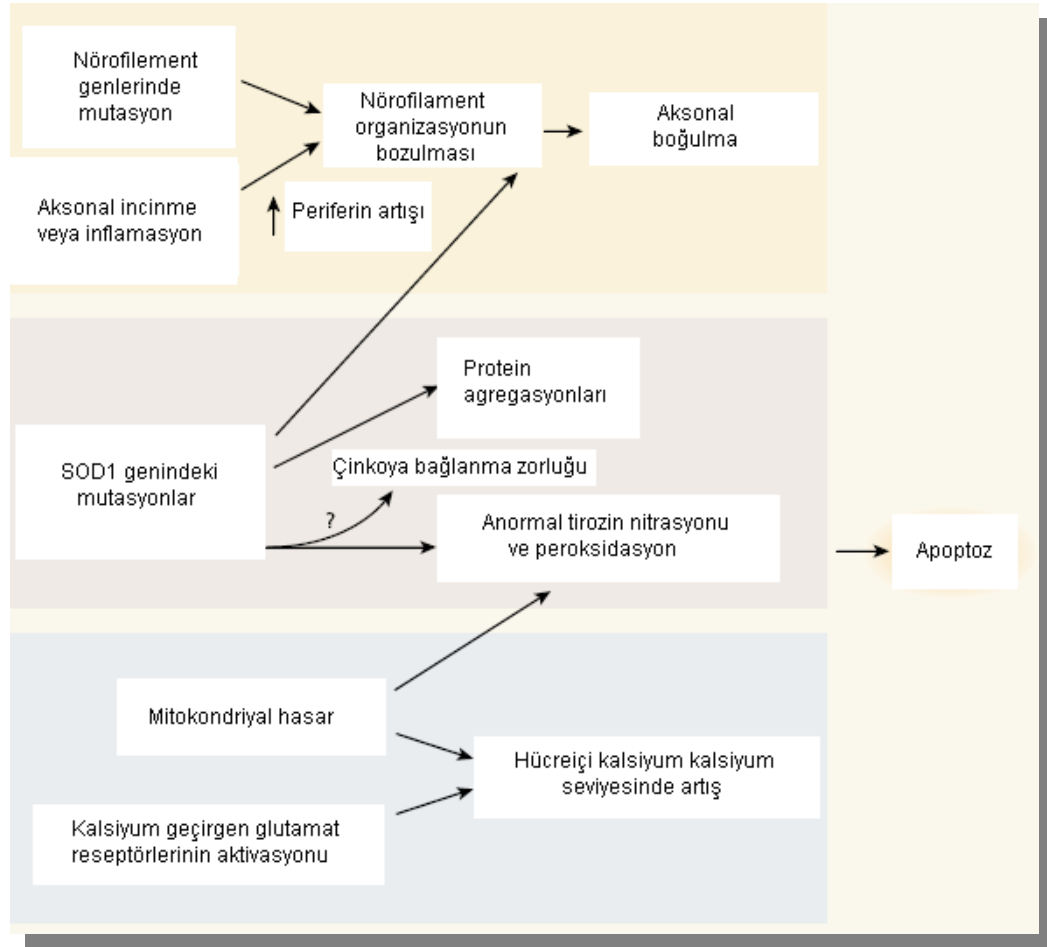 Nörofilement
genlerinde
mutasyon
Nörofilament
organizasyonun
bozulması
Aksonal
boğulma
Aksonal incinme
veya inflamasyon
Periferin artışı
Protein
agregasyonları
SOD1 genindeki
mutasyonlar
Çinkoya bağlanma zorluğu
?
Anormal tirozin nitrasyonu
ve peroksidasyon
Apoptoz
Mitokondriyal hasar
Hücreiçi kalsiyum kalsiyum
seviyesinde artış
Kalsiyum geçirgen glutamat
reseptörlerinin aktivasyonu